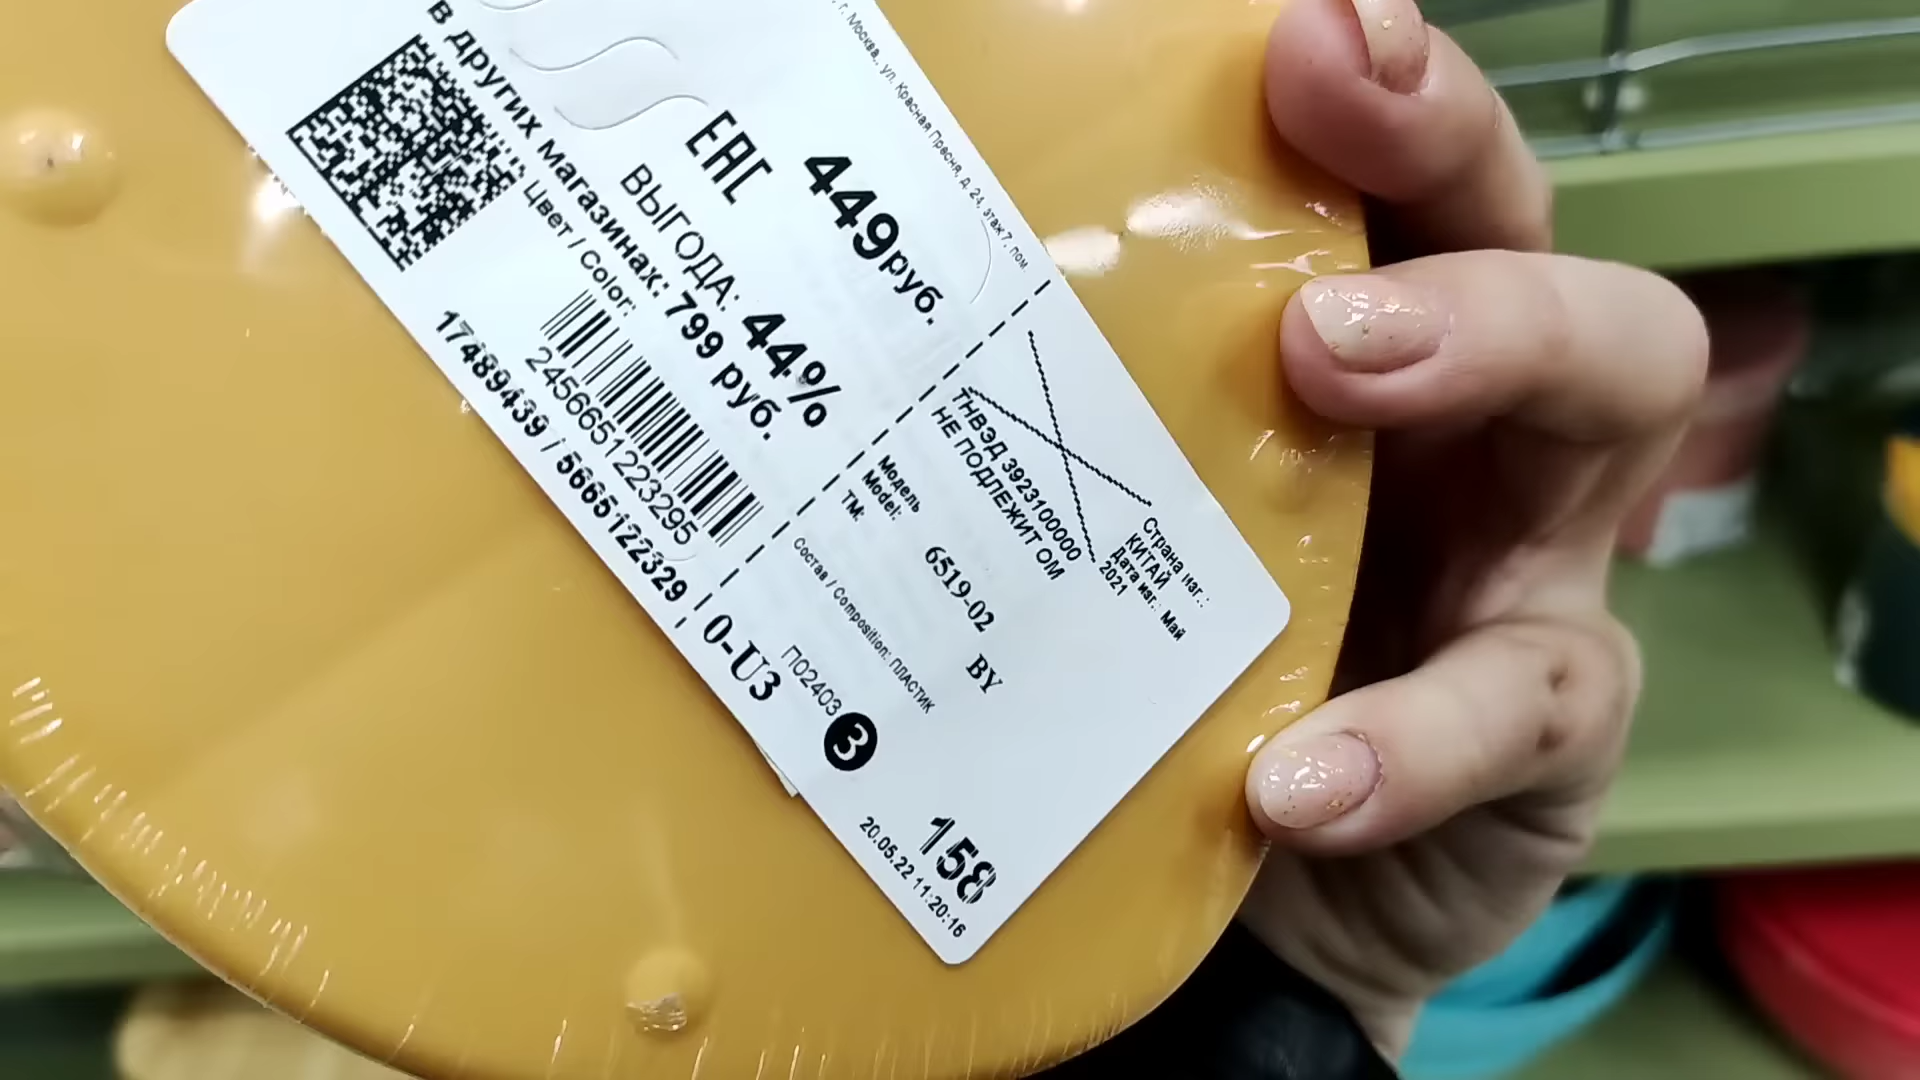 г. Москва, ул. Красная Пресня, д. 24, этаж 7, пом.
449руб.
ЕАС
ВЫГОДА: 44%
В других магазинах: 799 руб.
Цвет / Color:
2456651223295
17489439 / 5665122329
Страна изг.:
КИТАЙ
Дата изг.: Май
2021
ТНВЭД 3923100000
НЕ ПОДЛЕЖИТ ОМ
Модель
Model: 6519-02 BY
TM:
Состав / Composition: ПЛАСТИК
П02403 3
0-U3
158
20.05.22 11:20:16